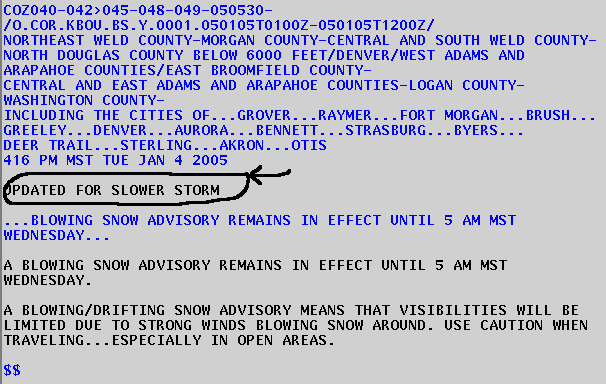 COZ040-042>045-048-049-050530-
/O.COR.KBOU.BS.Y.0001.050105T0100Z-050105T1200Z/
NORTHEAST WELD COUNTY-MORGAN COUNTY-CENTRAL AND SOUTH WELD COUNTY-
NORTH DOUGLAS COUNTY BELOW 6000 FEET/DENVER/WEST ADAMS AND
ARAPAHOE COUNTIES/EAST BROOMFIELD COUNTY-
CENTRAL AND EAST ADAMS AND ARAPAHOE COUNTIES-LOGAN COUNTY-
WASHINGTON COUNTY-
INCLUDING THE CITIES OF...GROVER...RAYMER...FORT MORGAN...BRUSH...
GREELEY...DENVER...AURORA...BENNETT...STRASBURG...BYERS...
DEER TRAIL...STERLING...AKRON...OTIS
416 PM MST TUE JAN 4 2005
UPDATED FOR SLOWER STORM
...BLOWING SNOW ADVISORY REMAINS IN EFFECT UNTIL 5 AM MST
WEDNESDAY...
A BLOWING SNOW ADVISORY REMAINS IN EFFECT UNTIL 5 AM MST
WEDNESDAY.
A BLOWING/DRIFTING SNOW ADVISORY MEANS THAT VISIBILITIES WILL BE
LIMITED DUE TO STRONG WINDS BLOWING SNOW AROUND. USE CAUTION WHEN
TRAVELING...ESPECIALLY IN OPEN AREAS.
$$